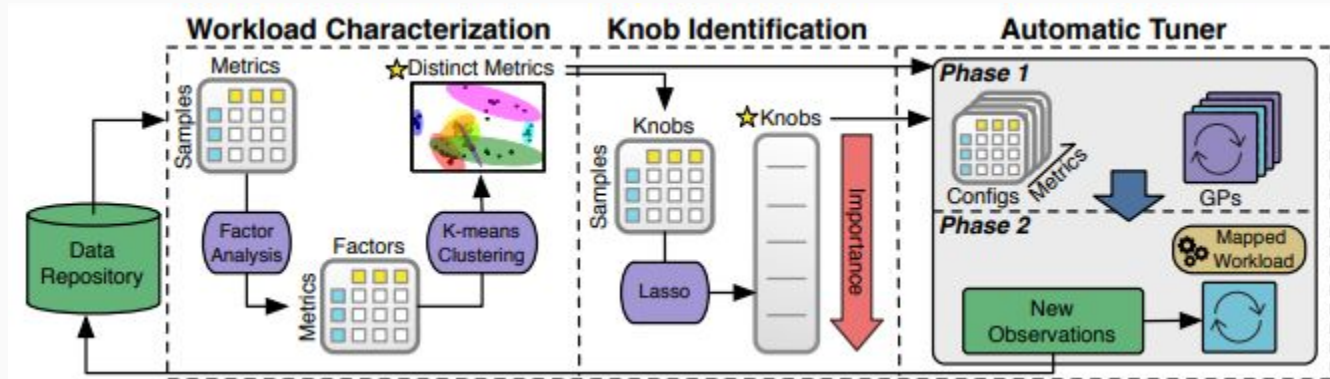 Workload Characterization
Knob Identification
Automatic Tuner
Metrics
Samples
Distinct Metrics
Factor
Analysis
K-means
Clustering
Factors
Metrics
Data
Repository
Knobs
Samples
Lasso
Knobs
Importance
Phase 1
Configs
Metrics
GPs
Phase 2
Mapped
Workload
New
Observations